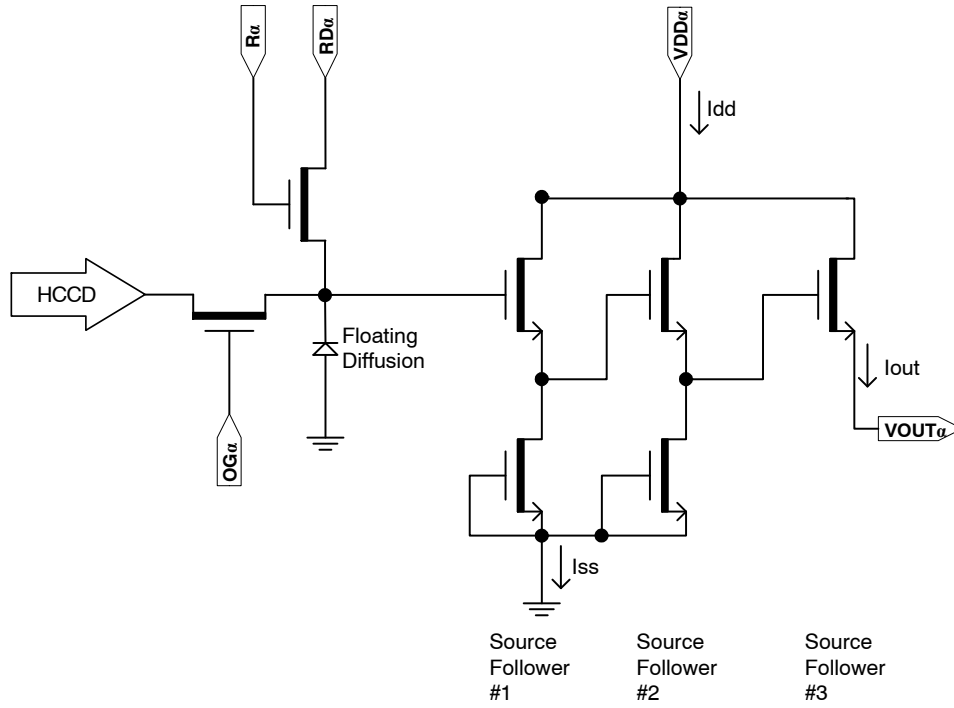 Rα
RDα
VDDα
Idd
HCCD
Floating
Diffusion
Iout
VOUTα
OGα
Iss
Source
Follower
#1
Source
Follower
#2
Source
Follower
#3